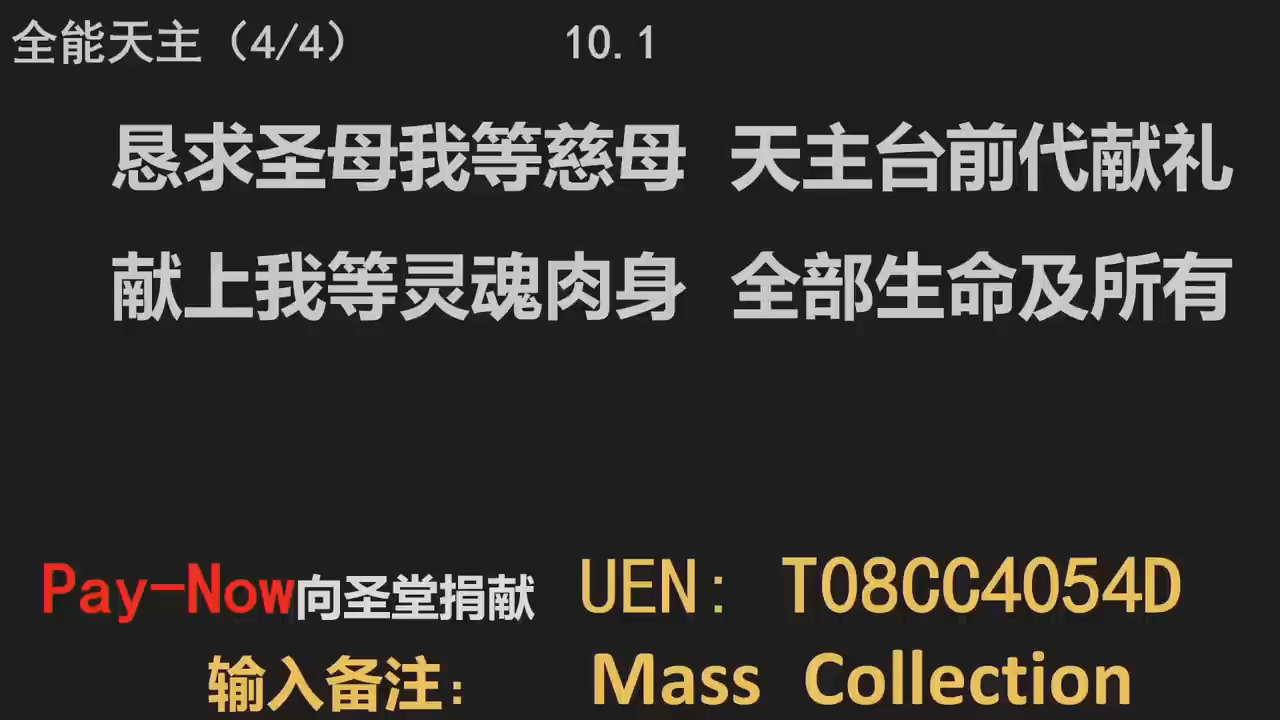 全能天主（4/4） 10.1
恳求圣母我等慈母 天主台前代献礼
献上我等灵魂肉身 全部生命及所有
Pay-Now向圣堂捐献 UEN: T08CC4054D
输入备注: Mass Collection